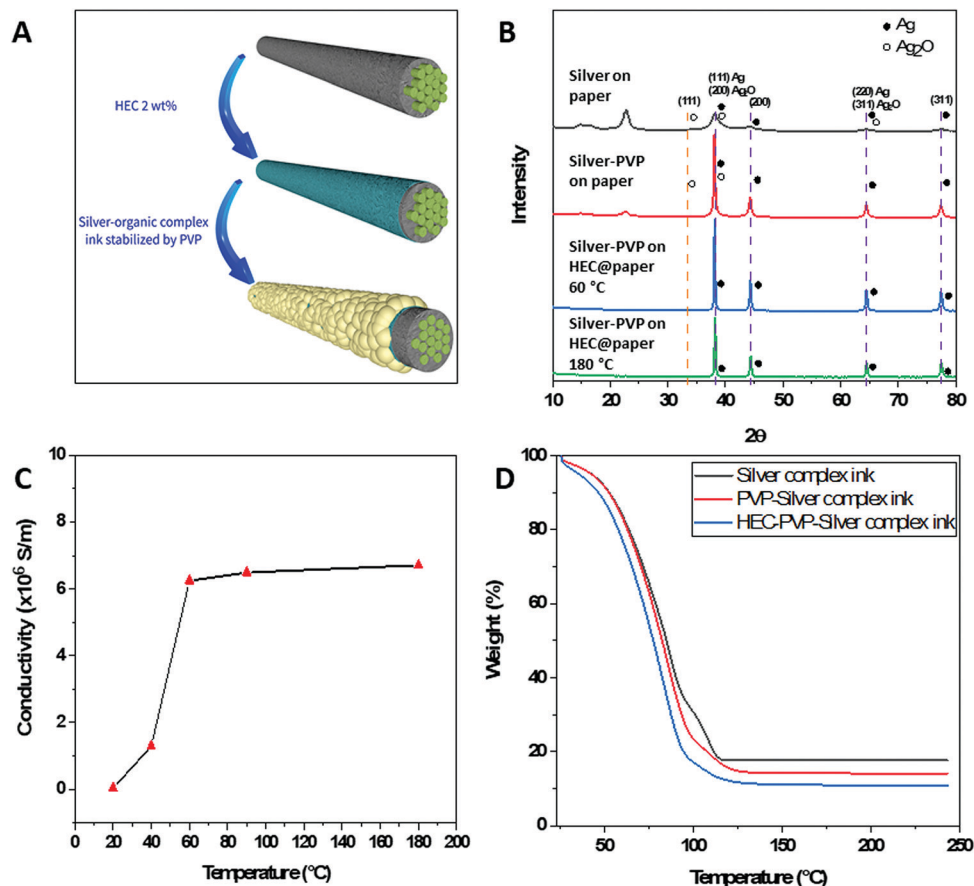 A
HEC 2 wt%
Silver-organic complex
ink stabilized by PVP
B
Ag
Ag2O
Silver on
paper
(111)
(111) Ag
(200) Ag2O
(200)
(220) Ag
(311) Ag2O
(311)
Silver-PVP
on paper
Silver-PVP on
HEC@paper
60 °C
Silver-PVP on
HEC@paper
180 °C
Intensity
10 20 30 40 50 60 70 80
2θ
C
Conductivity (x10^6 S/m)
10
8
6
4
2
0
0 20 40 60 80 100 120 140 160 180 200
Temperature (°C)
D
Silver complex ink
PVP-Silver complex ink
HEC-PVP-Silver complex ink
Weight (%)
100
80
60
40
20
0
50 100 150 200 250
Temperature (°C)